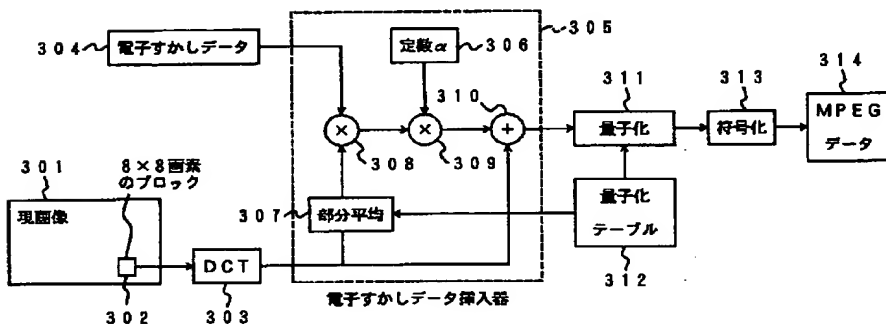 304
電子すかしデータ
定数α
306
305
310
311
313
314
量子化
符号化
MPEG
データ
×
×
+
308
309
301
8×8画素
のブロック
現画像
307
部分平均
量子化
テーブル
DCT
302
303
312
電子すかしデータ挿入器